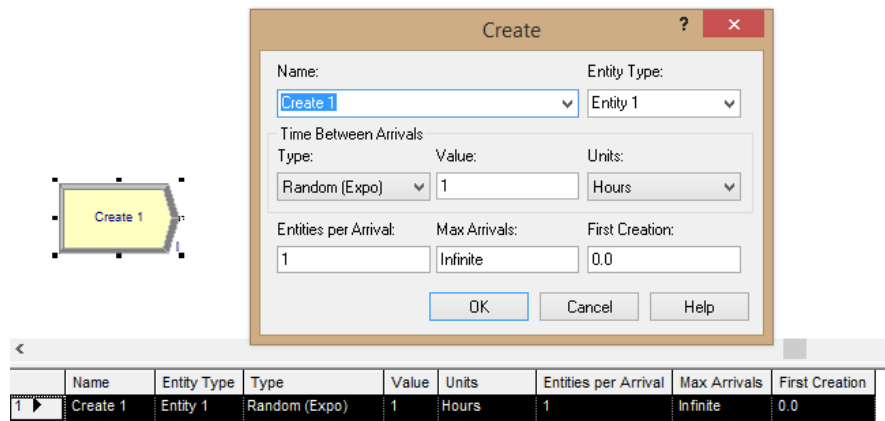 Create
?
×
Name:
Entity Type:
Create 1
Entity 1
Time Between Arrivals
Type:
Value:
Units:
Random (Expo)
1
Hours
Create 1
0
Entities per Arrival:
Max Arrivals:
First Creation:
1
Infinite
0.0
OK
Cancel
Help
Name Entity Type Type Value Units Entities per Arrival Max Arrivals First Creation
1 Create 1 Entity 1 Random (Expo) 1 Hours 1 Infinite 0.0